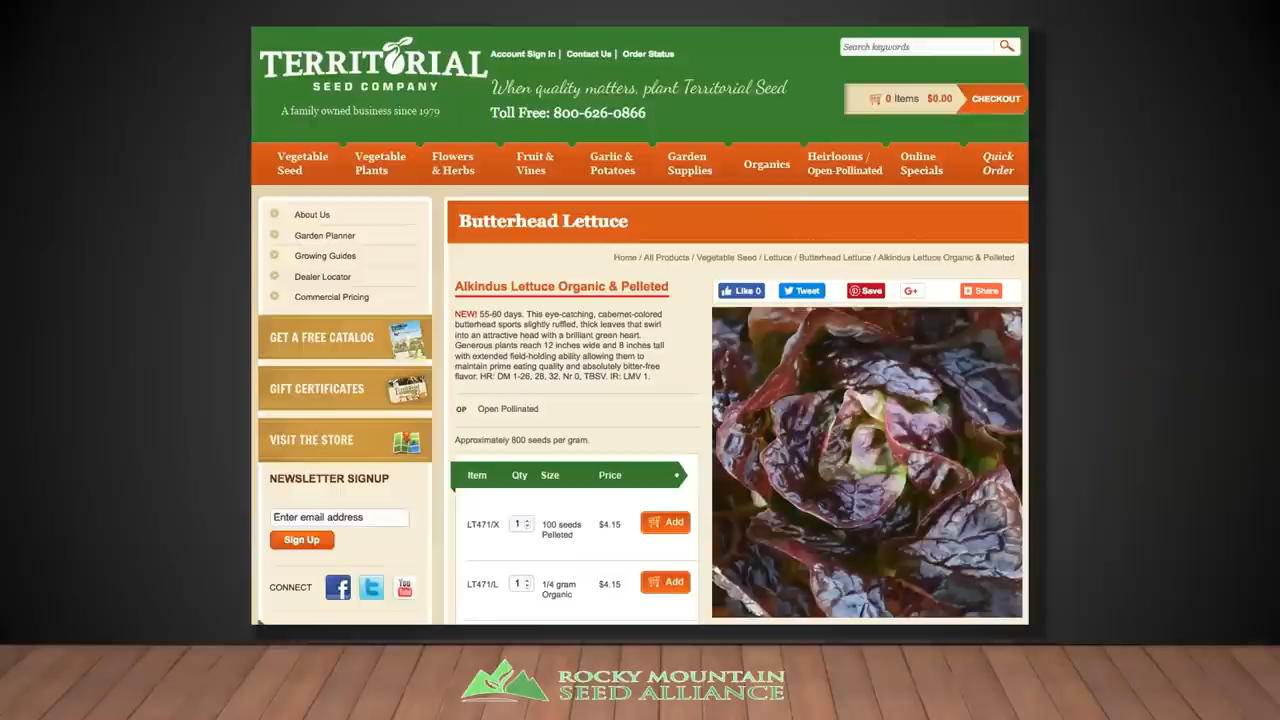 TERRITORIAL
SEED COMPANY
A family owned business since 1979
Account Sign In | Contact Us | Order Status
When quality matters, plant Territorial Seed
Toll Free: 800-626-0866
Search keywords
0 Items $0.00 CHECKOUT
Vegetable Seed
Vegetable Plants
Flowers & Herbs
Fruit & Vines
Garlic & Potatoes
Garden Supplies
Organics
Heirlooms / Open-Pollinated
Online Specials
Quick Order
About Us
Garden Planner
Growing Guides
Dealer Locator
Commercial Pricing
GET A FREE CATALOG
GIFT CERTIFICATES
VISIT THE STORE
NEWSLETTER SIGNUP
Enter email address
Sign Up
CONNECT
You Tube
Butterhead Lettuce
Home / All Products / Vegetable Seed / Lettuce / Butterhead Lettuce / Alkindus Lettuce Organic & Pelleted
Alkindus Lettuce Organic & Pelleted
Like 0 Tweet Save G+ Share
NEW! 55-60 days. This eye-catching, cabernet-colored
butterhead sports slightly ruffled, thick leaves that swirl
into an attractive head with a brilliant green heart.
Generous plants reach 12 inches wide and 8 inches tall
with extended field-holding ability allowing them to
maintain prime eating quality and absolutely bitter-free
flavor. HR: DM 1-26, 28, 32, Nr 0, TBSV. IR: LMV 1.
OP Open Pollinated
Approximately 800 seeds per gram.
Item Qty Size Price
LT471/X 1 100 seeds Pelleted $4.15 Add
LT471/L 1 1/4 gram Organic $4.15 Add
ROCKY MOUNTAIN
SEED ALLIANCE